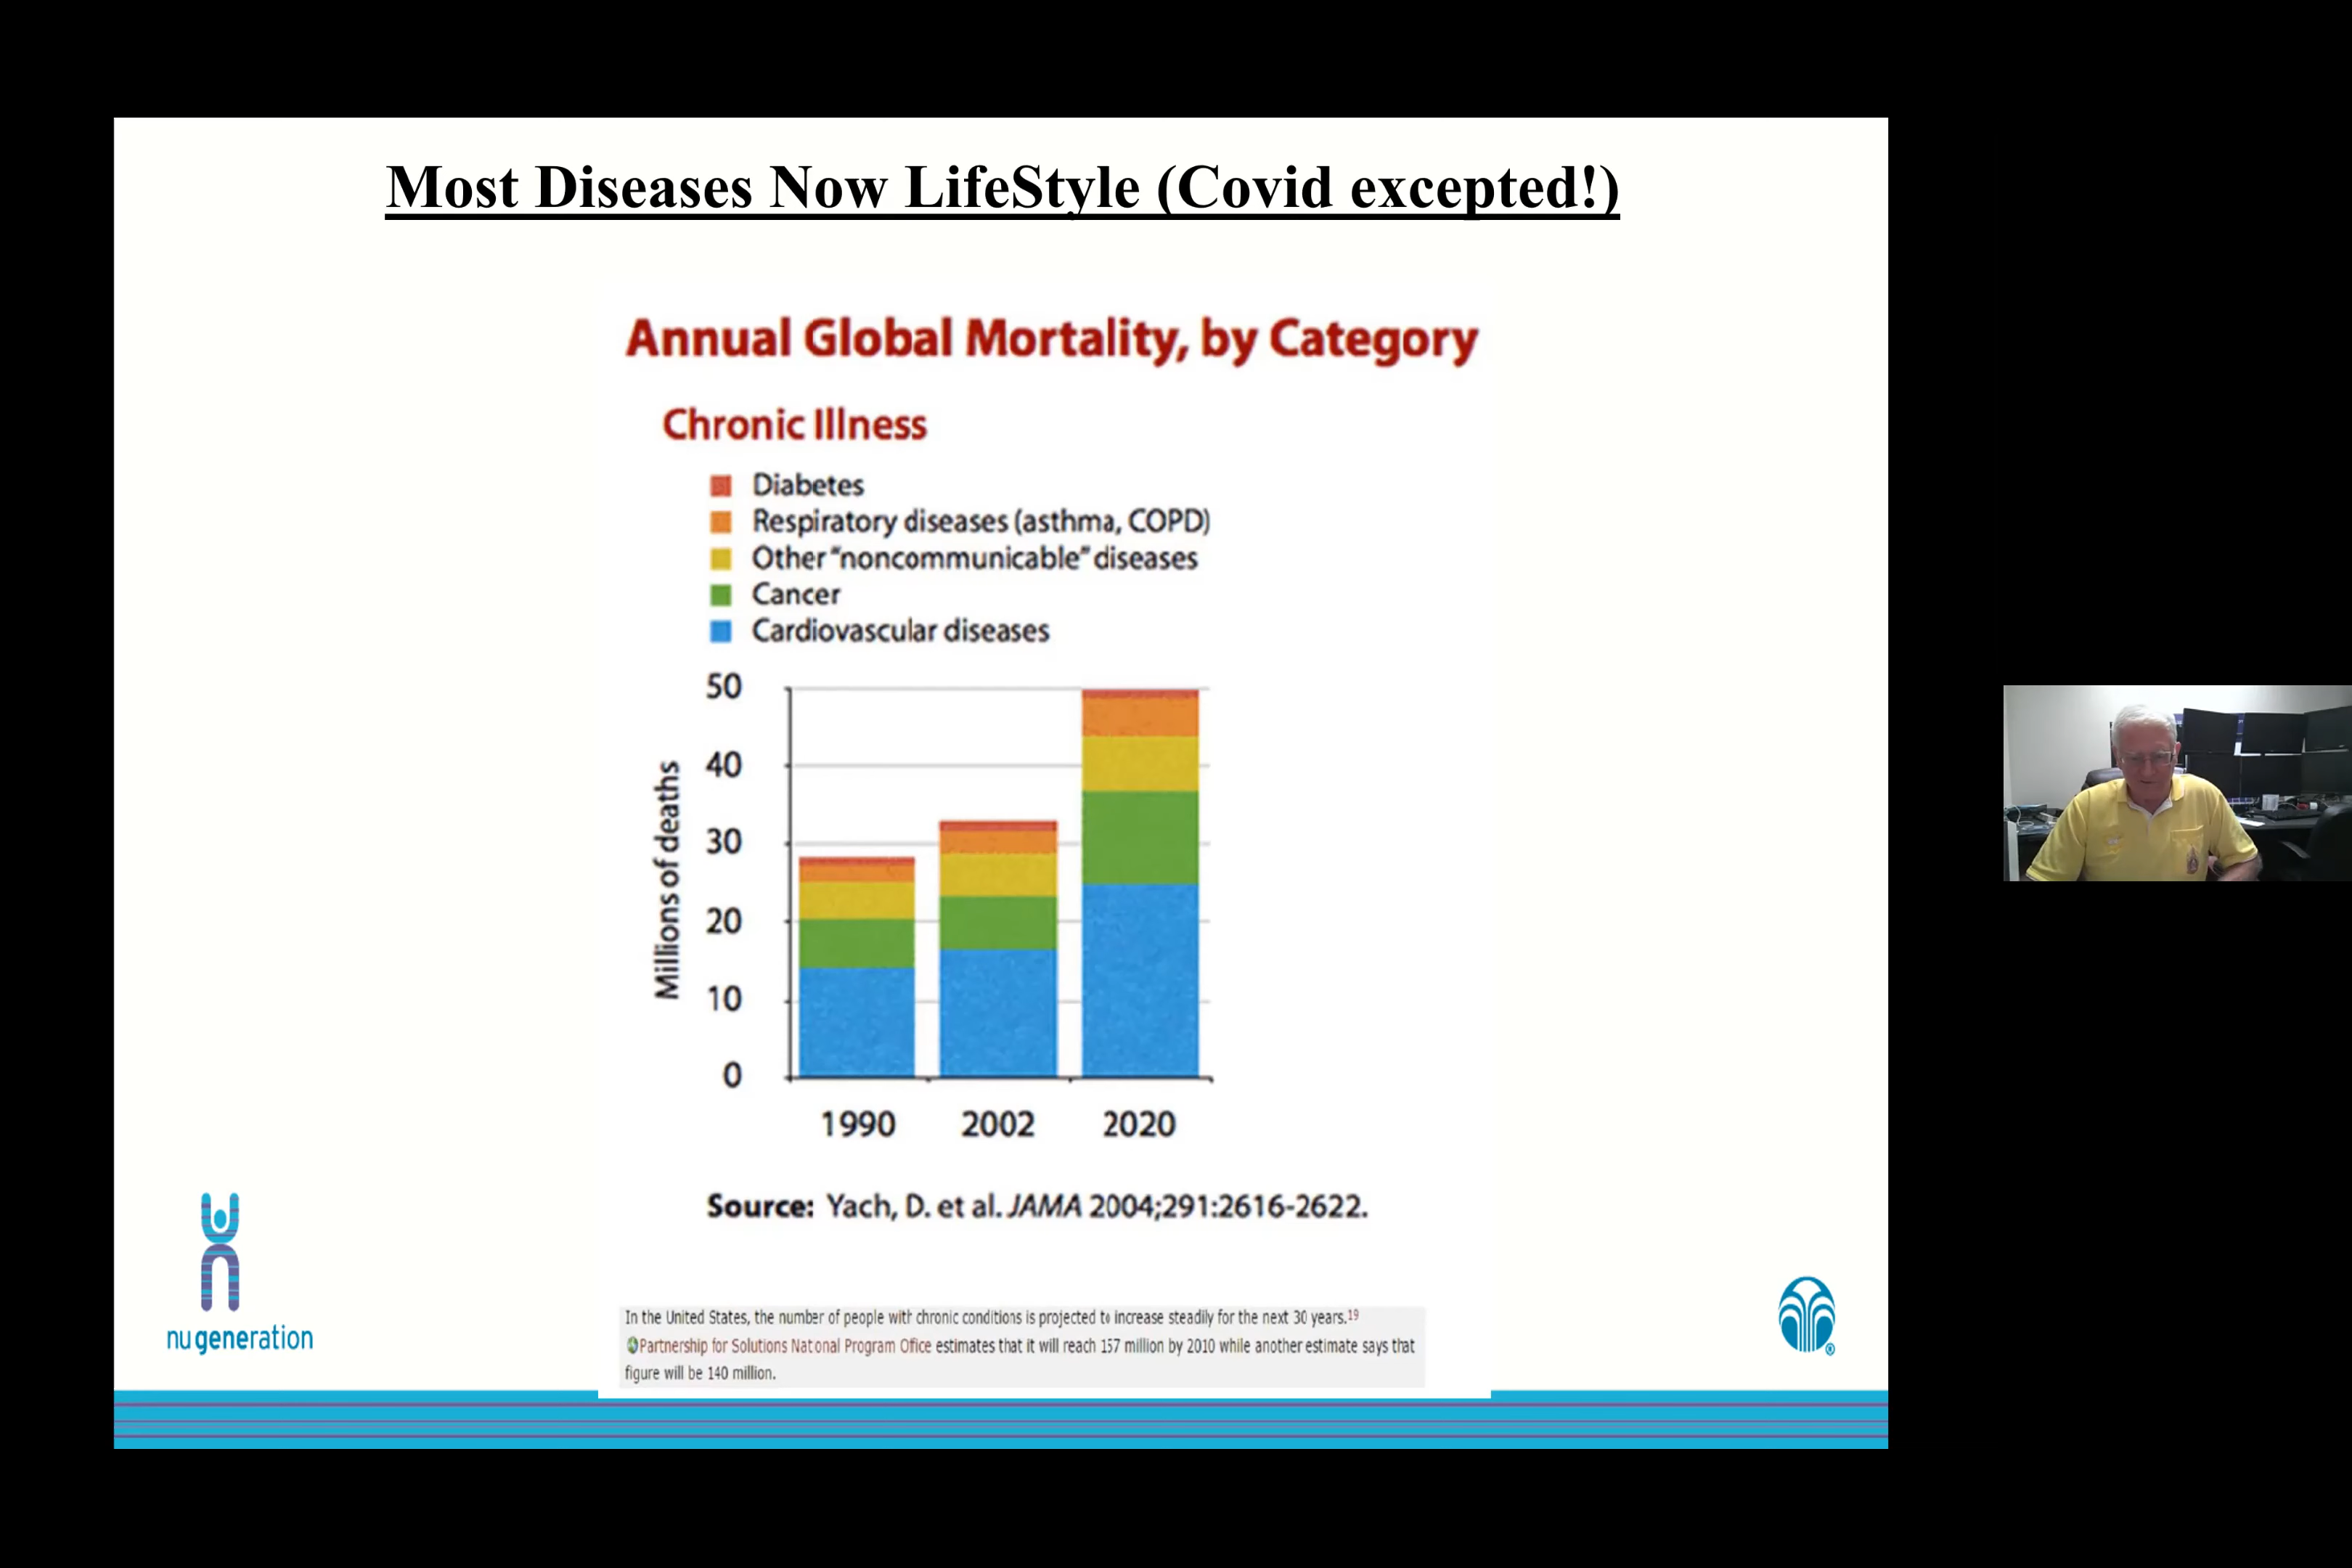 Most Diseases Now LifeStyle (Covid excepted!)
Annual Global Mortality, by Category
Chronic Illness
Diabetes
Respiratory diseases (asthma, COPD)
Other "noncommunicable" diseases
Cancer
Cardiovascular diseases
50
40
30
20
10
0
Millions of deaths
1990 2002 2020
Source: Yach, D. et al. JAMA 2004;291:2616-2622.
In the United States, the number of people with chronic conditions is projected to increase steadily for the next 30 years.19
Partnership for Solutions National Program Office estimates that it will reach 157 million by 2010 while another estimate says that
figure will be 140 million.
nugeneration
®